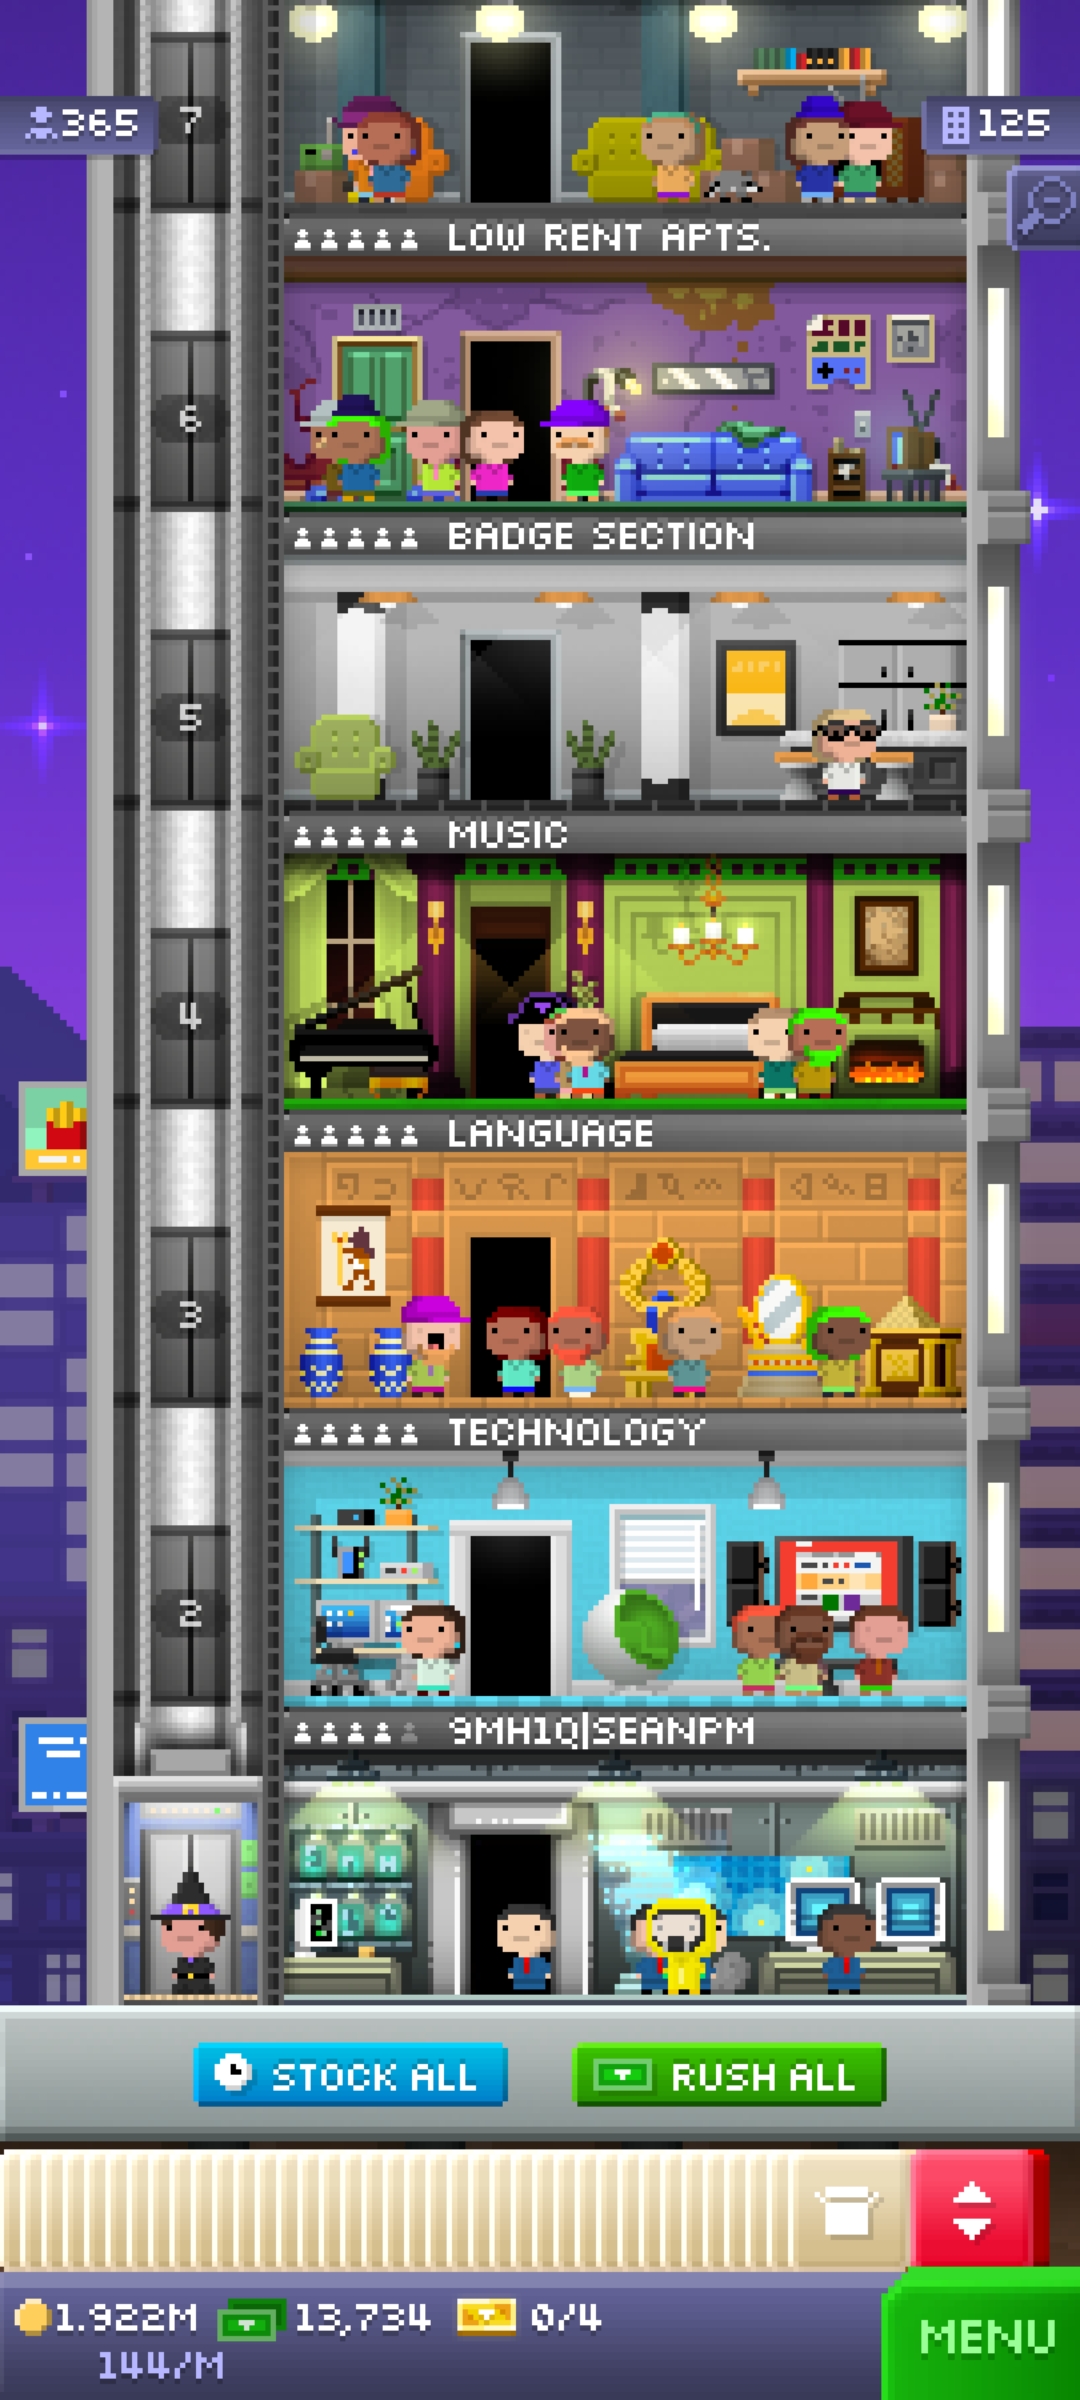 365
7
125
LOW RENT APTS.
6
BADGE SECTION
5
MUSIC
4
LANGUAGE
3
TECHNOLOGY
2
9MH1Q|SEANPM
STOCK ALL
RUSH ALL
1.922M
13,734
0/4
144/M
MENU